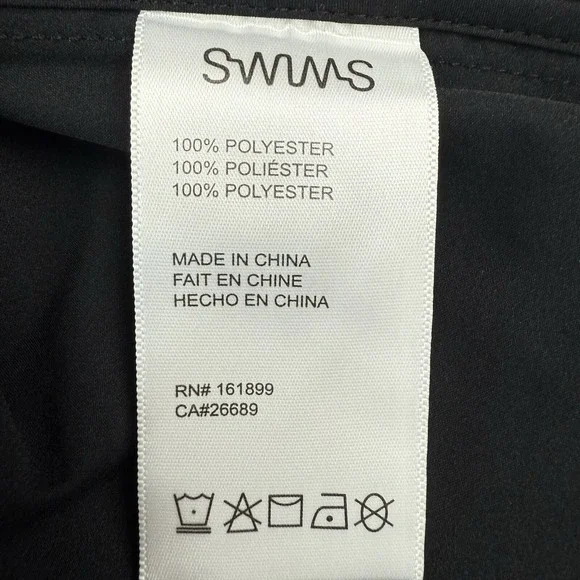 SWIMS
100% POLYESTER
100% POLIÉSTER
100% POLYESTER
MADE IN CHINA
FAIT EN CHINE
HECHO EN CHINA
RN# 161899
CA#26689